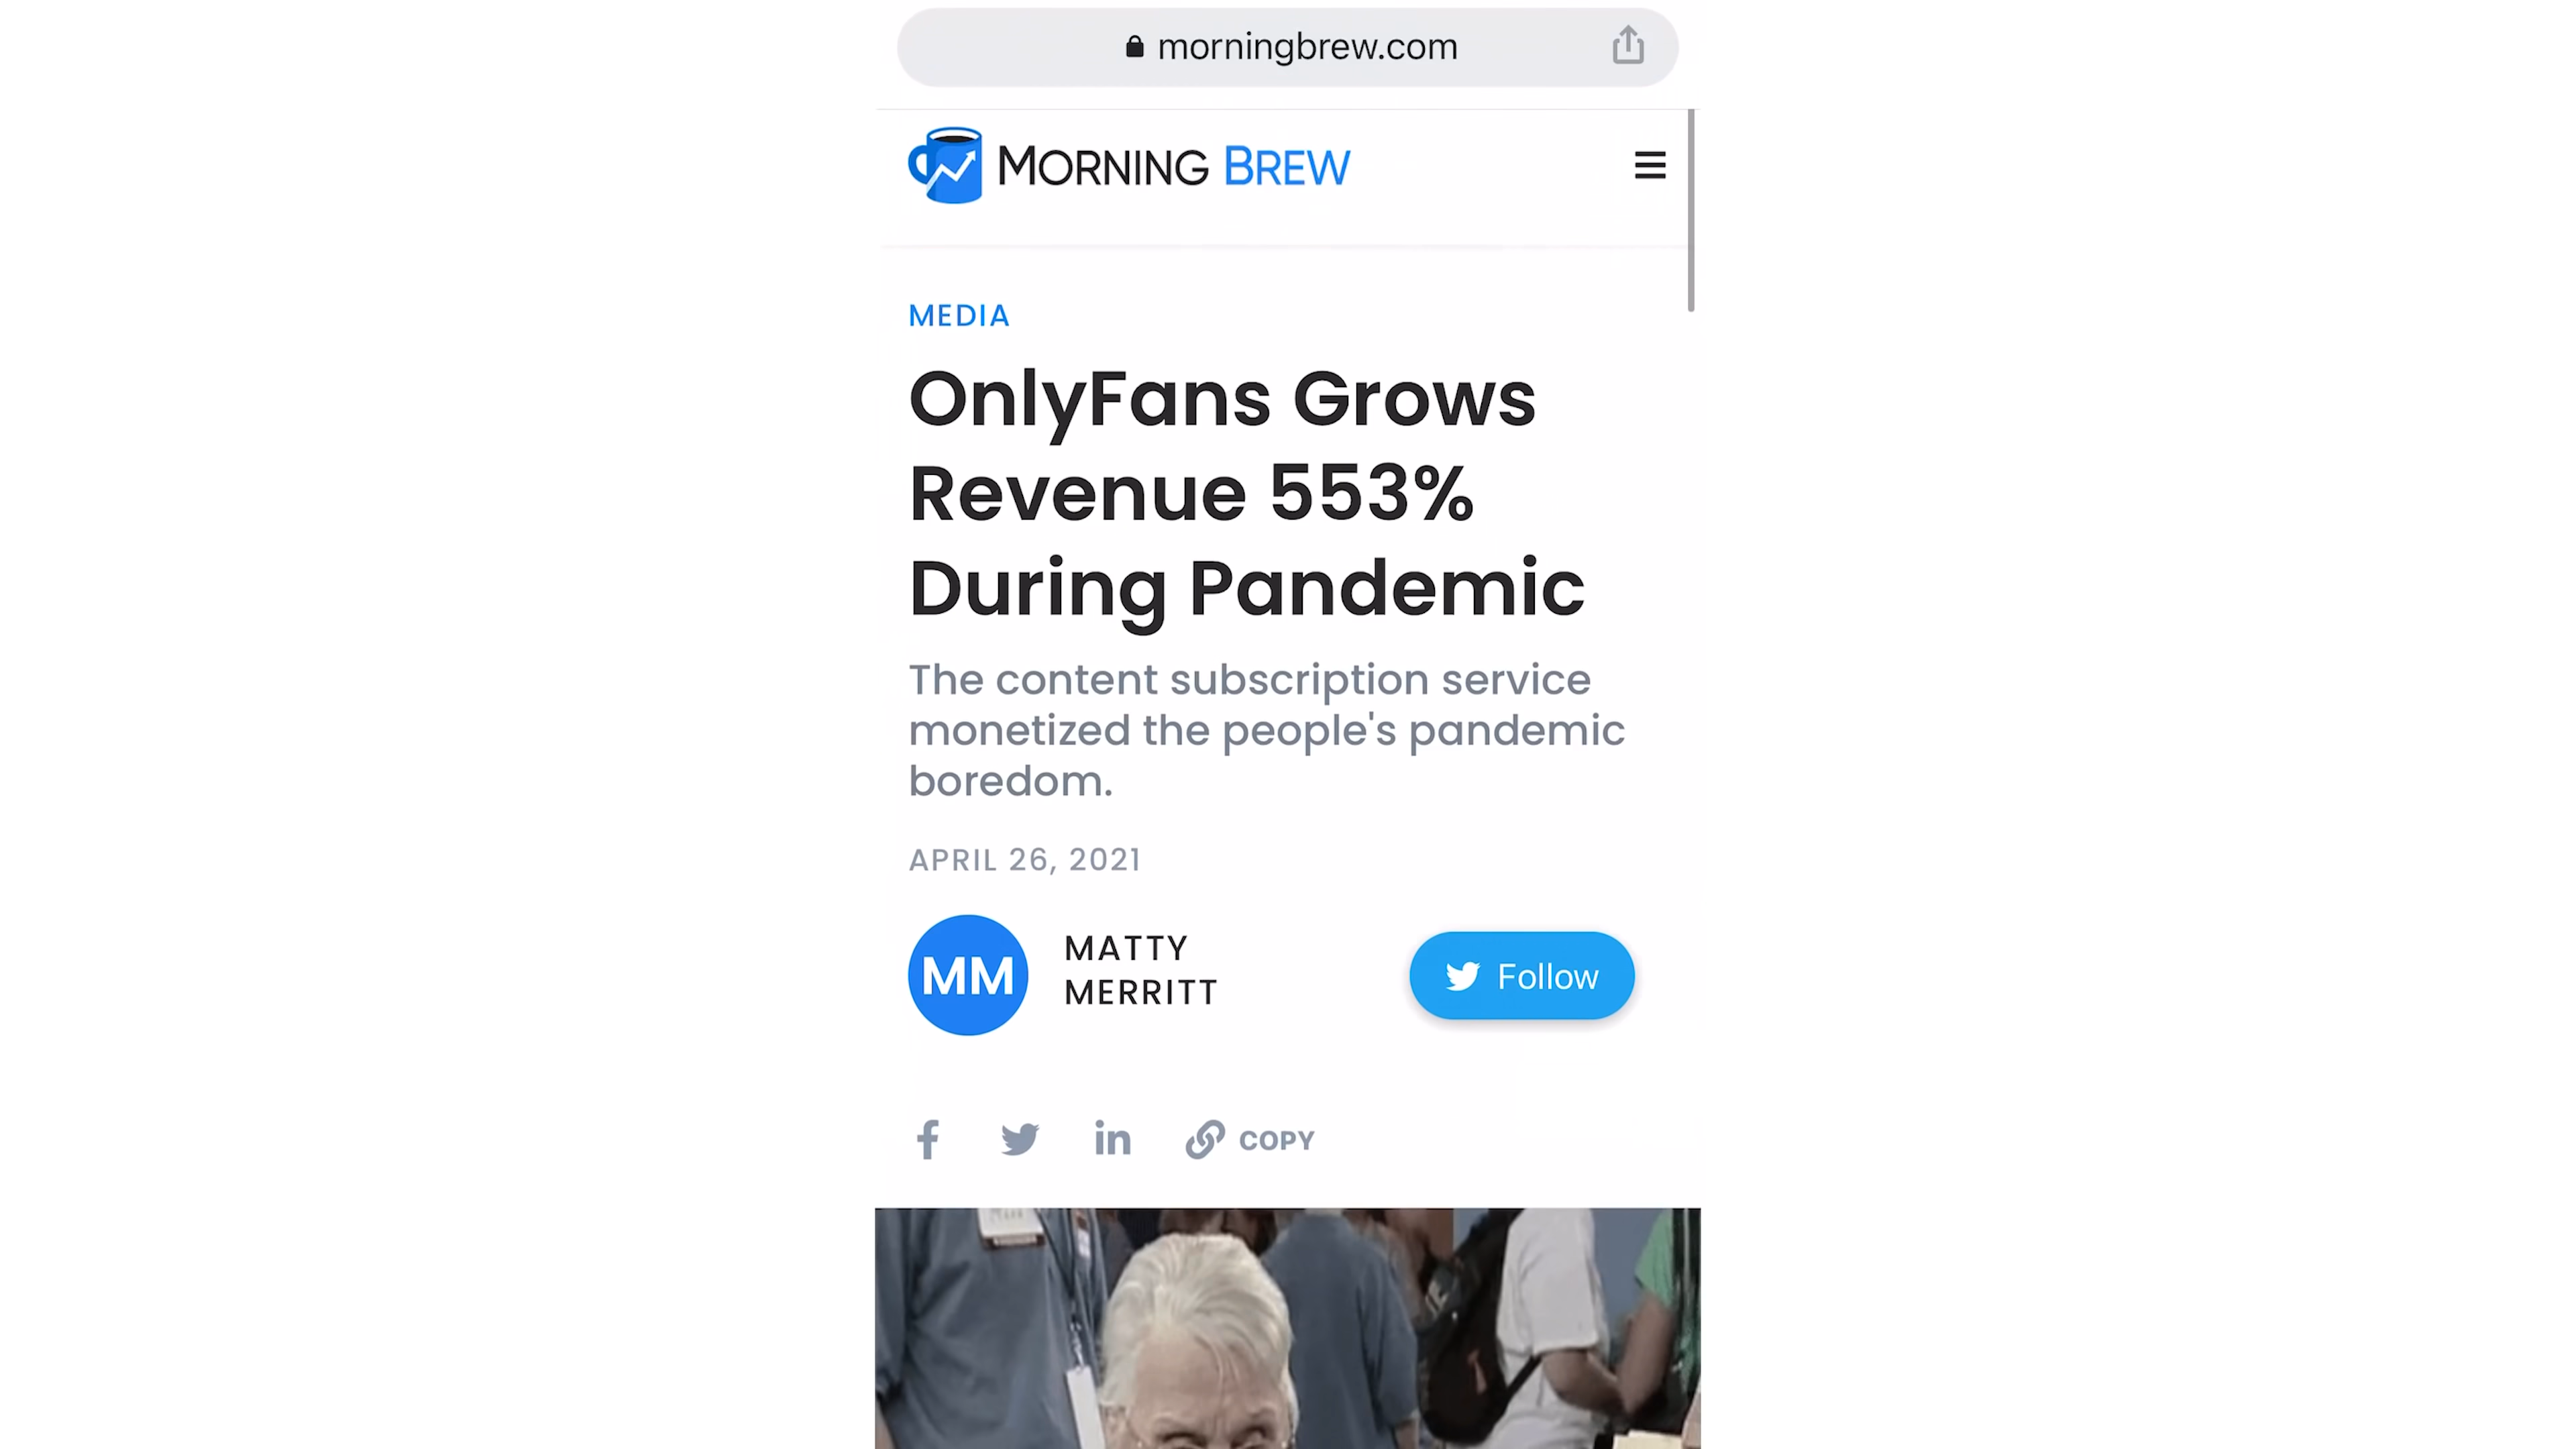 morningbrew.com
MORNING BREW
MEDIA
OnlyFans Grows
Revenue 553%
During Pandemic
The content subscription service
monetized the people's pandemic
boredom.
APRIL 26, 2021
MM
MATTY
MERRITT
Follow
f
in
COPY